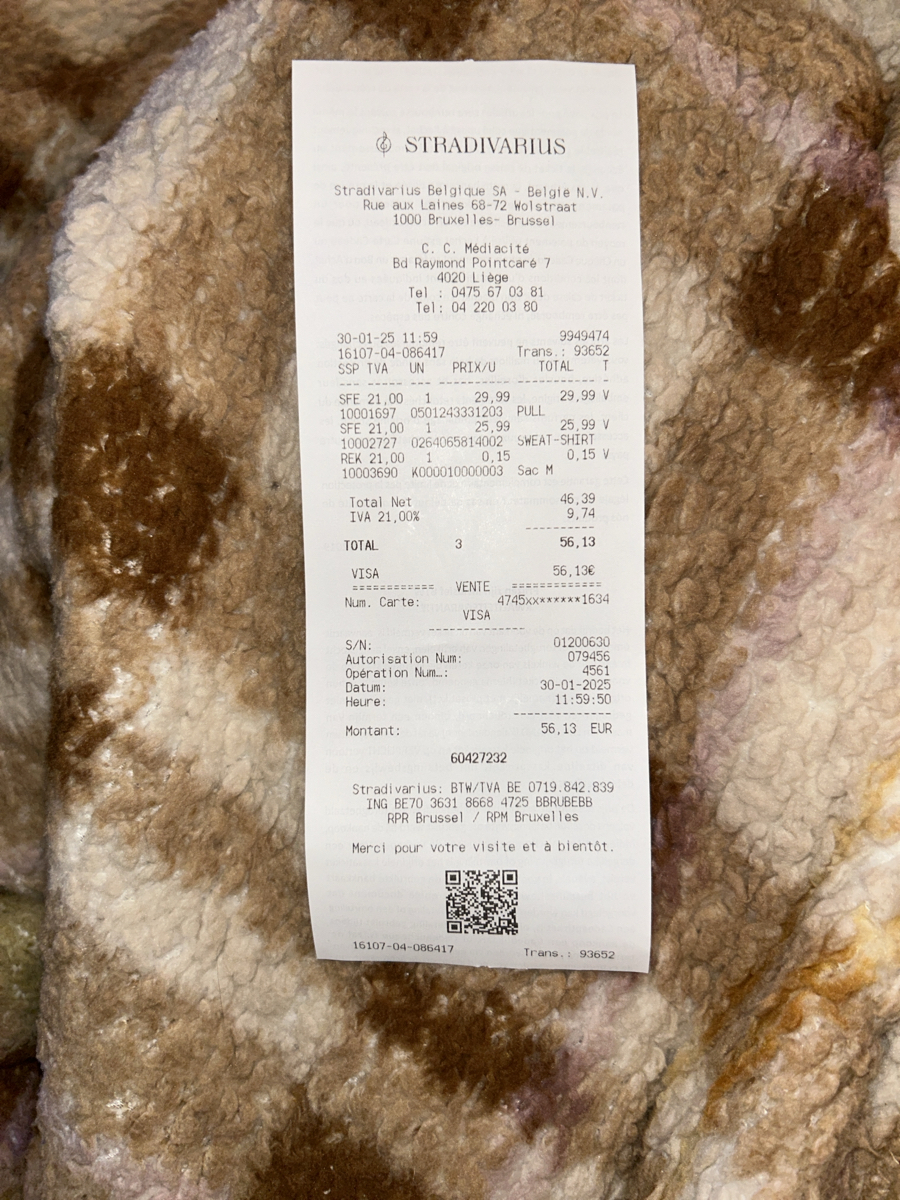 STRADIVARIUS
Stradivarius Belgique SA - België N.V.
Rue aux Laines 68-72 Wolstraat
1000 Bruxelles- Brussel
C. C. Médiacité
Bd Raymond Pointcaré 7
4020 Liège
Tel : 0475 67 03 81
Tel: 04 220 03 80
30-01-25 11:59 9949474
16107-04-086417 Trans.: 93652
SSP TVA UN PRIX/U TOTAL T
--- ---- --- -------- ----------- -
SFE 21,00 1 29,99 29,99 V
10001697 0501243331203 PULL
SFE 21,00 1 25,99 25,99 V
10002727 0264065814002 SWEAT-SHIRT
REK 21,00 1 0,15 0,15 V
10003690 K000010000003 Sac M
Total Net 46,39
IVA 21,00% 9,74
----------
TOTAL 3 56,13
VISA 56,13€
============ VENTE =============
Num. Carte: 4745xx******1634
VISA
--------------
S/N: 01200630
Autorisation Num: 079456
Opération Num…: 4561
Datum: 30-01-2025
Heure: 11:59:50
--------------
Montant: 56,13 EUR
60427232
Stradivarius: BTW/TVA BE 0719.842.839
ING BE70 3631 8668 4725 BBRUBEBB
RPR Brussel / RPM Bruxelles
Merci pour votre visite et à bientôt.
16107-04-086417 Trans.: 93652